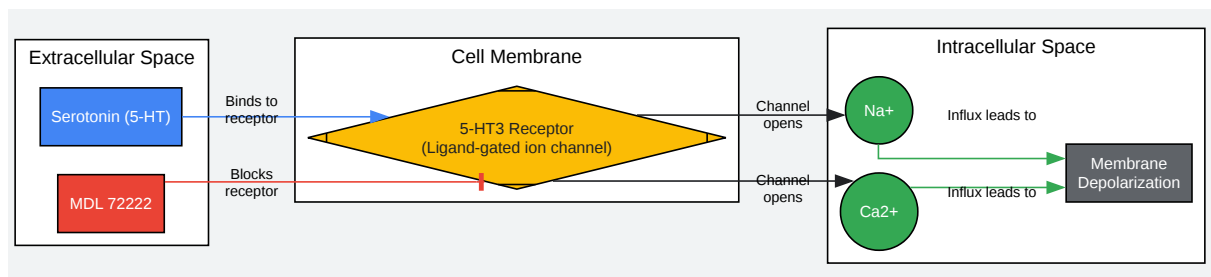 Extracellular Space
Serotonin (5-HT)
MDL 72222
Binds to
receptor
Blocks
receptor
Cell Membrane
5-HT3 Receptor
(Ligand-gated ion channel)
Channel
opens
Channel
opens
Intracellular Space
Na+
Ca2+
Influx leads to
Influx leads to
Membrane
Depolarization